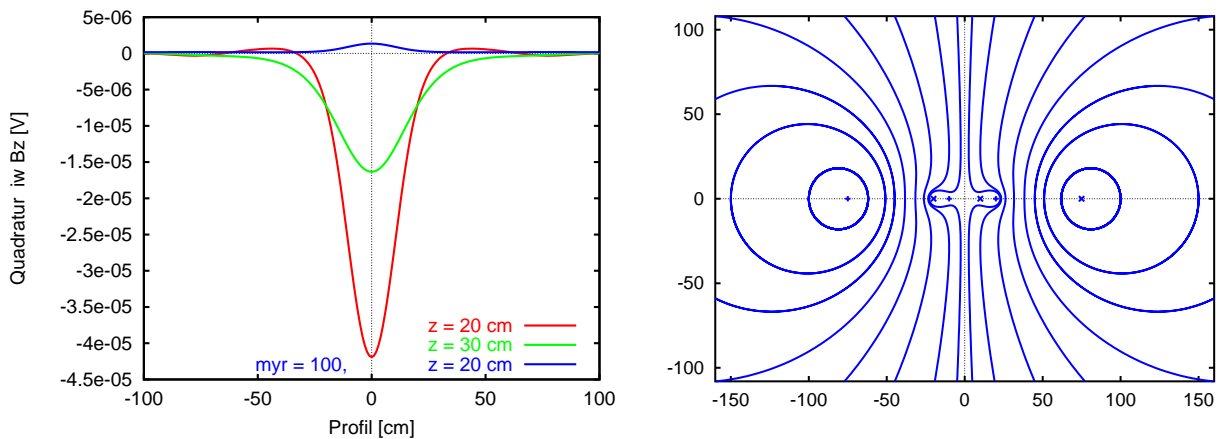 5e-06
0
-5e-06
-1e-05
-1.5e-05
-2e-05
-2.5e-05
-3e-05
-3.5e-05
-4e-05
-4.5e-05
Quadratur iw Bz [V]
z = 20 cm
z = 30 cm
myr = 100, z = 20 cm
-100 -50 0 50 100
Profil [cm]
100
50
0
-50
-100
-150 -100 -50 0 50 100 150